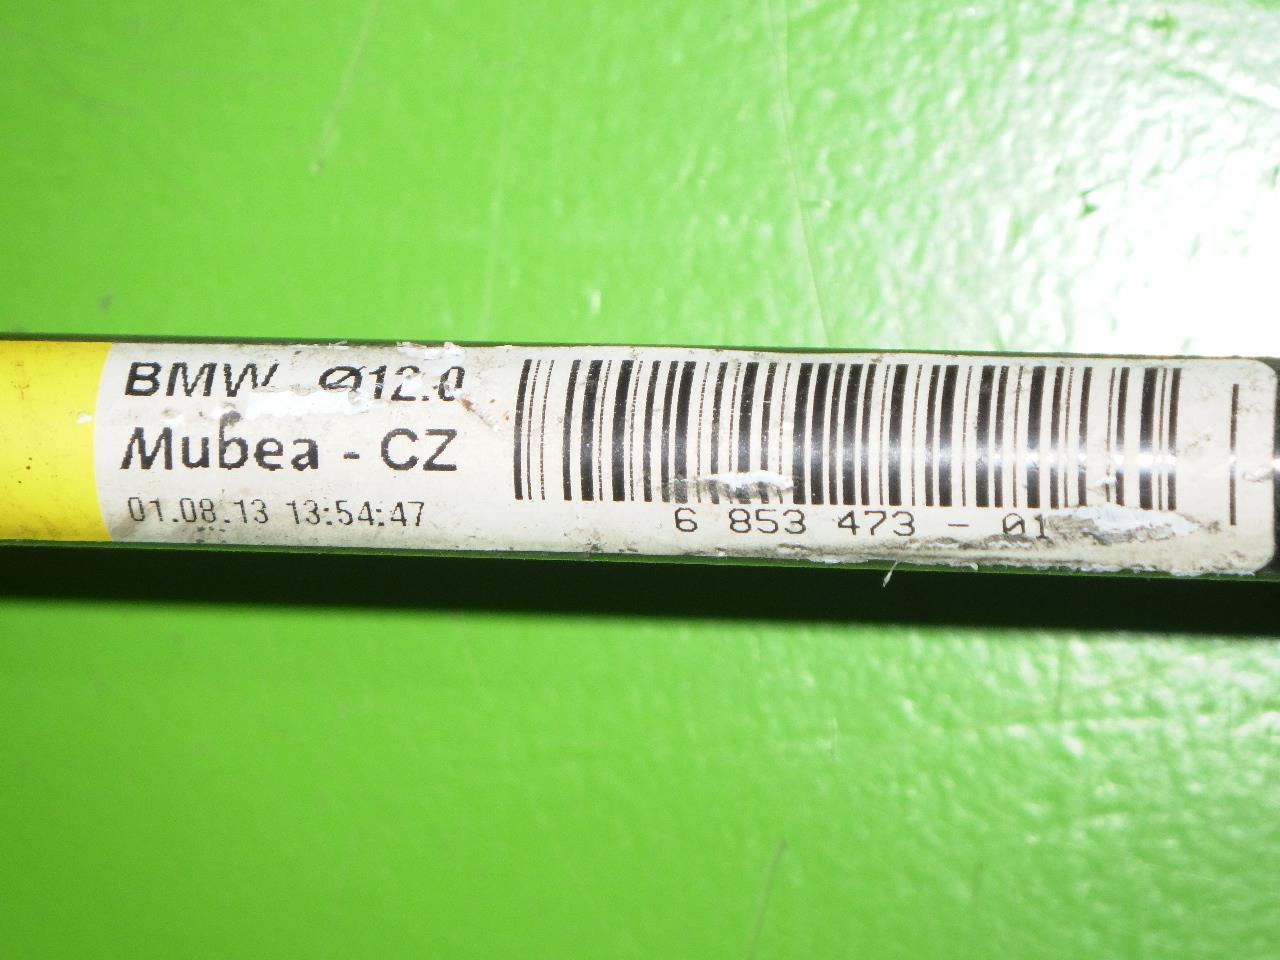 BMW Ø12.0
Mubea - CZ
01.08.13 13:54:47
6 853 473 - 01